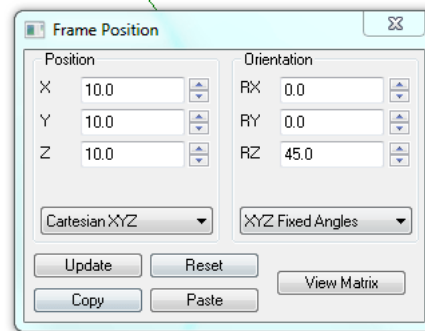 Frame Position
Position
Orientation
X 10.0
RX 0.0
Y 10.0
RY 0.0
Z 10.0
RZ 45.0
Cartesian XYZ
XYZ Fixed Angles
Update
Reset
View Matrix
Copy
Paste